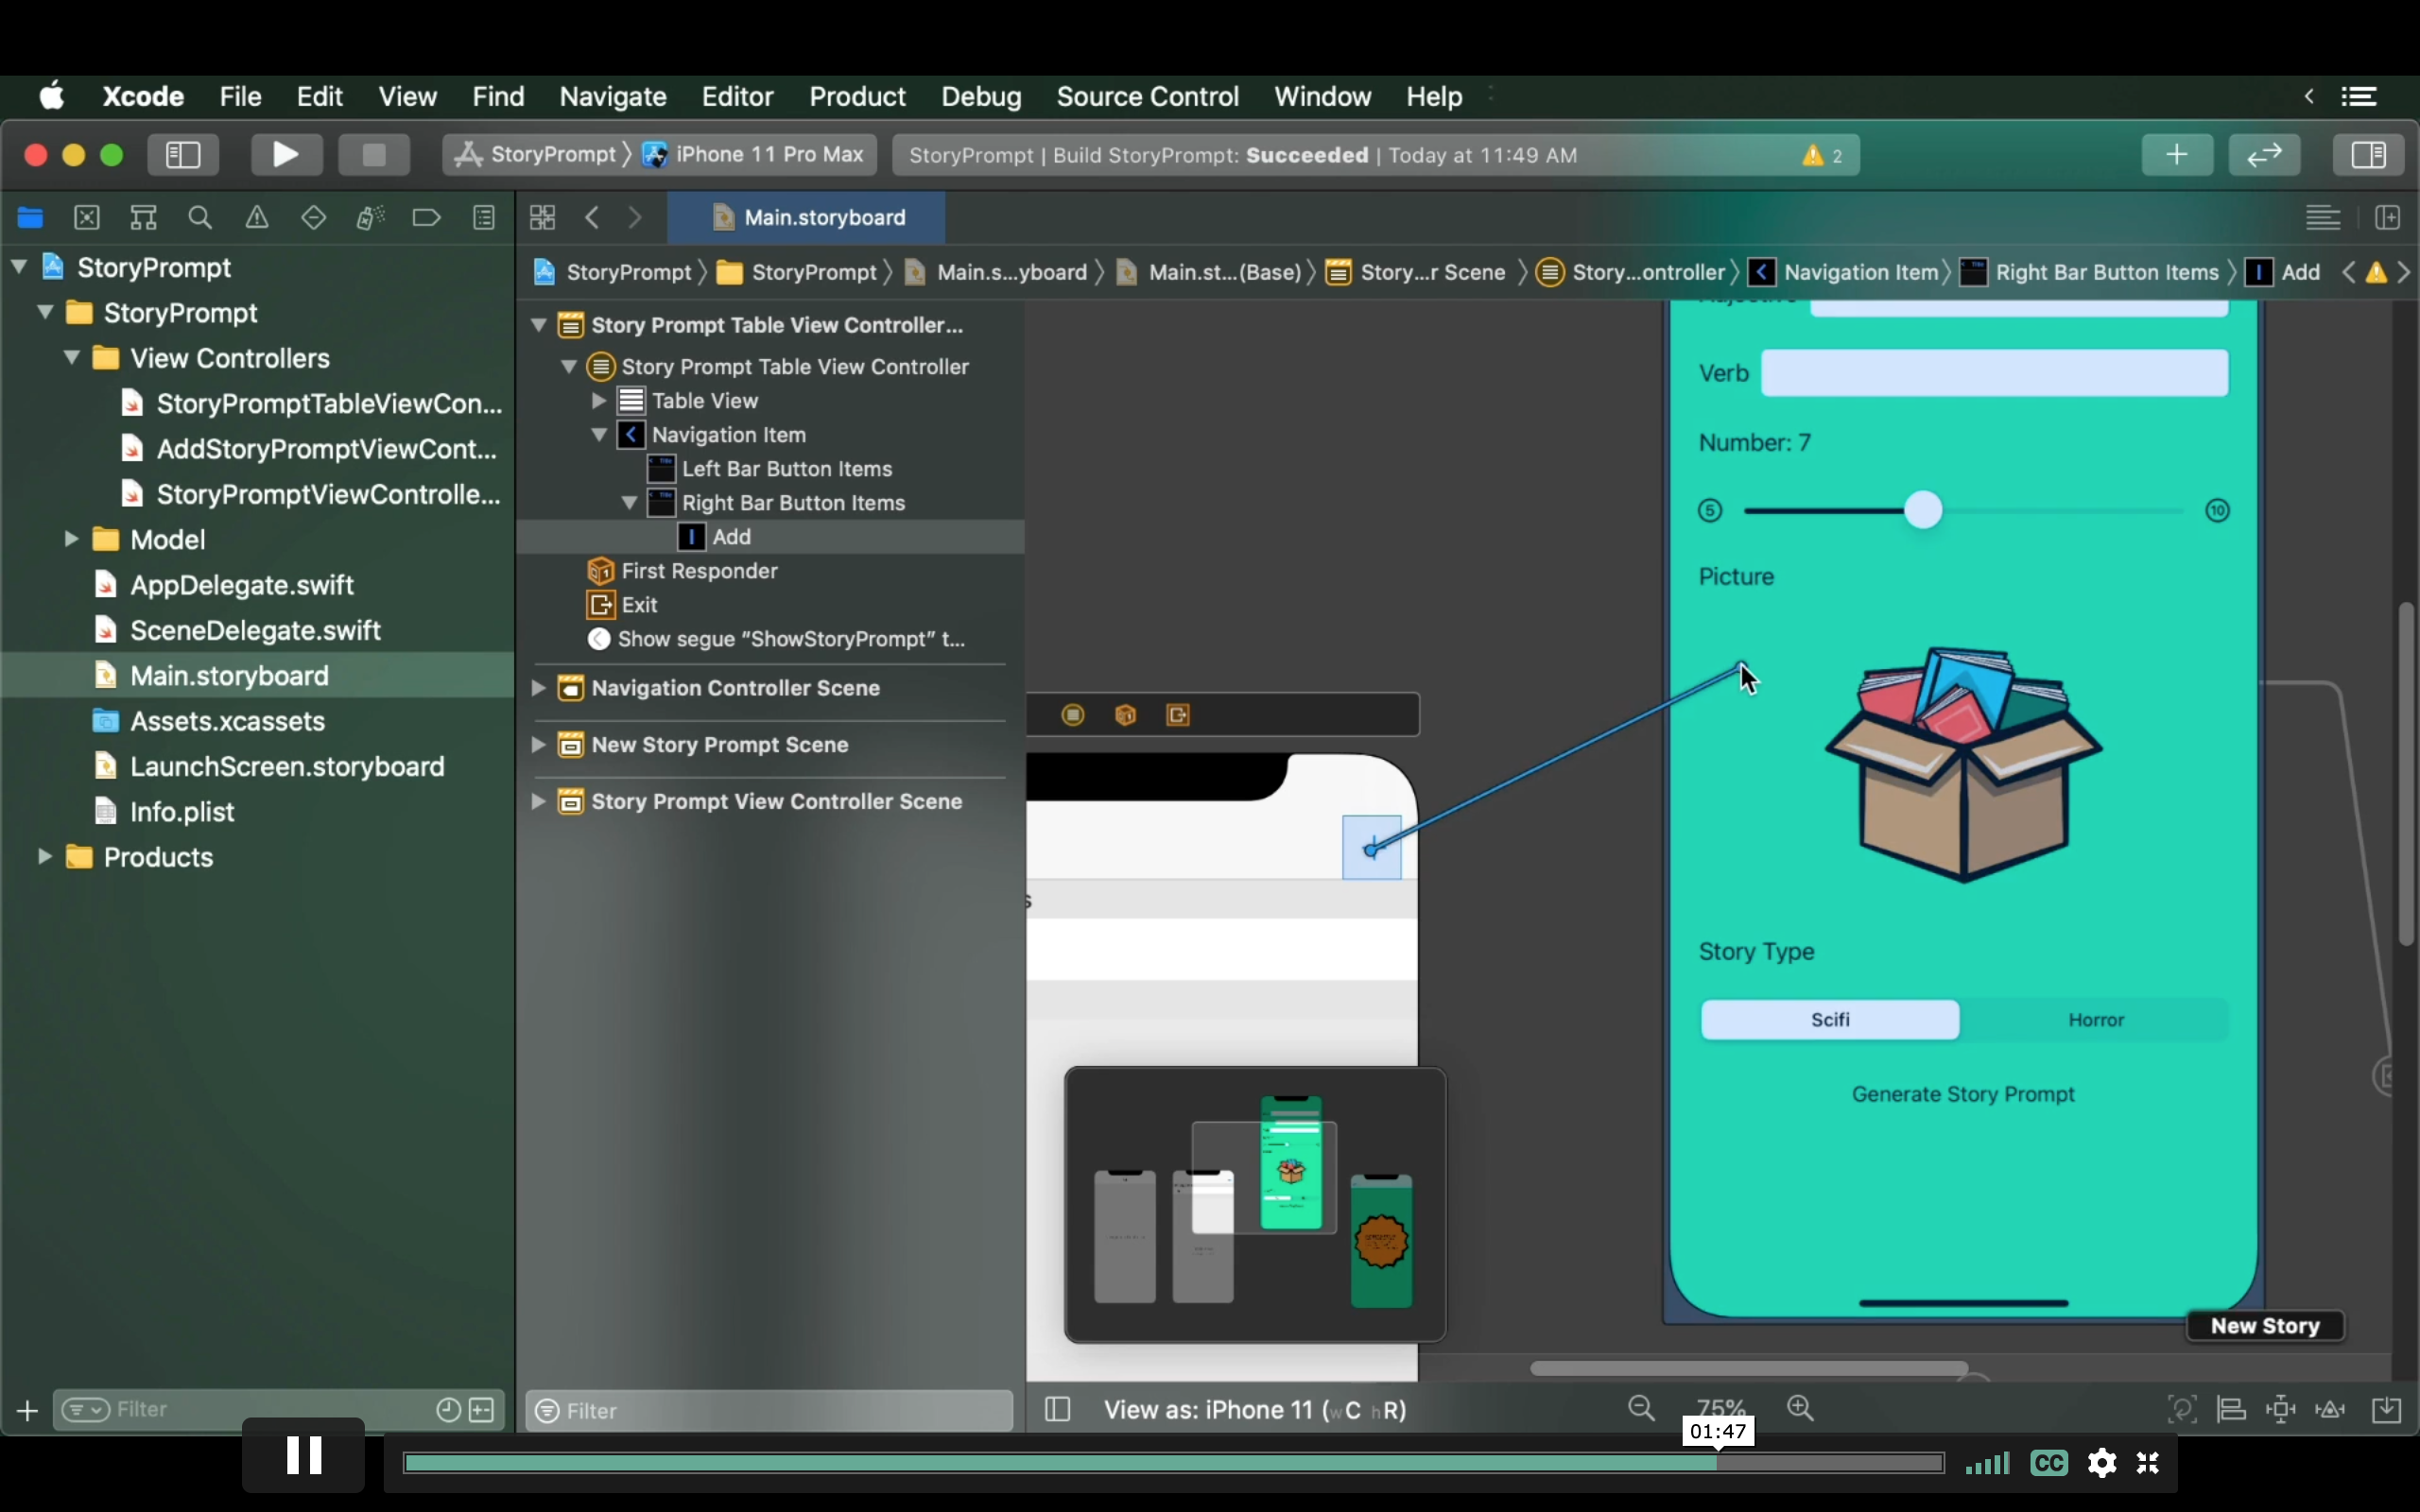 Xcode File Edit View Find Navigate Editor Product Debug Source Control Window Help
StoryPrompt iPhone 11 Pro Max
StoryPrompt | Build StoryPrompt: Succeeded | Today at 11:49 AM
2
Main.storyboard
StoryPrompt StoryPrompt Main.s...yboard Main.st...(Base) Story...r Scene Story...ontroller Navigation Item Right Bar Button Items Add
StoryPrompt
StoryPrompt
View Controllers
StoryPromptTableViewCon...
AddStoryPromptViewCont...
StoryPromptViewControlle...
Model
AppDelegate.swift
SceneDelegate.swift
Main.storyboard
Assets.xcassets
LaunchScreen.storyboard
Info.plist
Products
Filter
Story Prompt Table View Controller...
Story Prompt Table View Controller
Table View
Navigation Item
Left Bar Button Items
Right Bar Button Items
Add
First Responder
Exit
Show segue “ShowStoryPrompt” t...
Navigation Controller Scene
New Story Prompt Scene
Story Prompt View Controller Scene
Filter
Verb
Number: 7
5
10
Picture
Story Type
Scifi Horror
Generate Story Prompt
New Story
View as: iPhone 11 (wC hR)
75%
01:47
CC